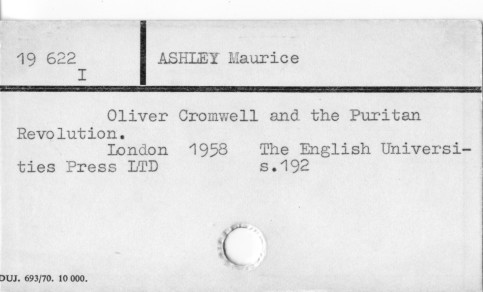 19 622 ASHLEY Maurice
I
Oliver Cromwell and the Puritan
Revolution.
London 1958 The English Universi-
ties Press LTD s.192
DUJ. 693/70. 10 000.